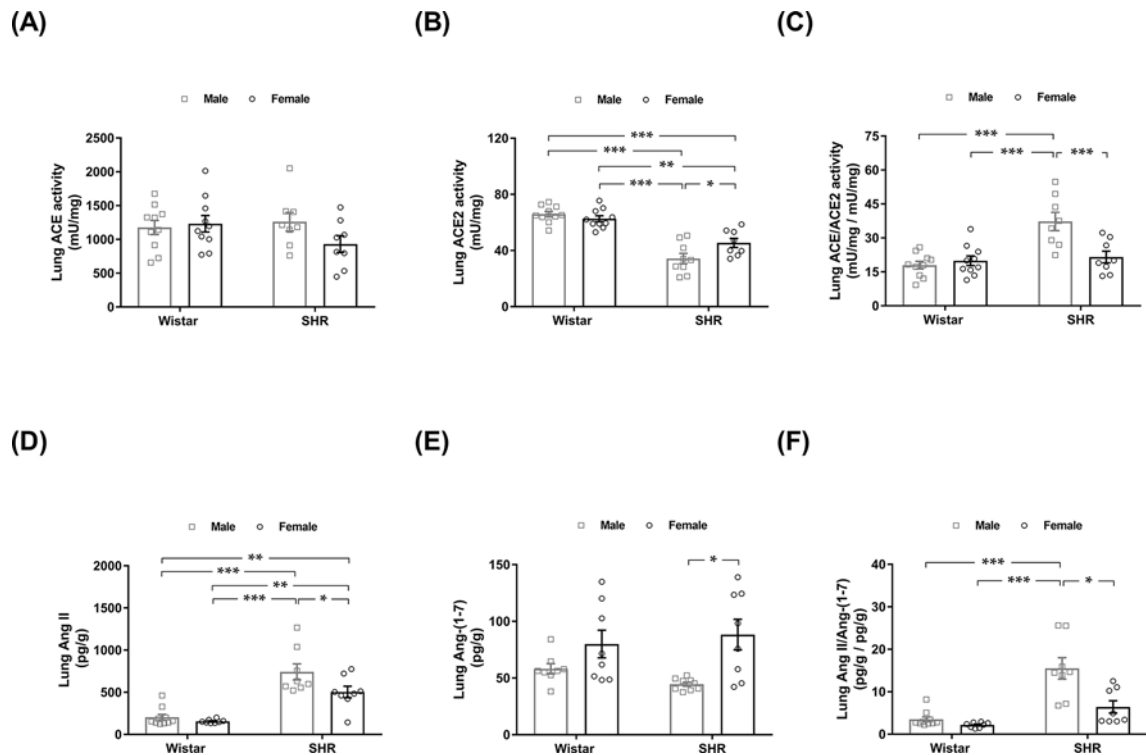 (A)
(B)
(C)
Male Female
Male Female
Male Female
Lung ACE activity
(mU/mg)
2500
2000
1500
1000
500
0
Wistar SHR
Lung ACE2 activity
(mU/mg)
120
80
40
0
***
***
**
***
*
Wistar SHR
Lung ACE/ACE2 activity
(mU/mg / mU/mg)
75
60
45
30
15
0
***
***
***
Wistar SHR
(D)
(E)
(F)
Male Female
Male Female
Male Female
Lung Ang II
(pg/g)
2000
1500
1000
500
0
**
***
**
***
*
Wistar SHR
Lung Ang-(1-7)
(pg/g)
150
100
50
0
*
Wistar SHR
Lung Ang II/Ang-(1-7)
(pg/g / pg/g)
40
30
20
10
0
***
***
*
Wistar SHR